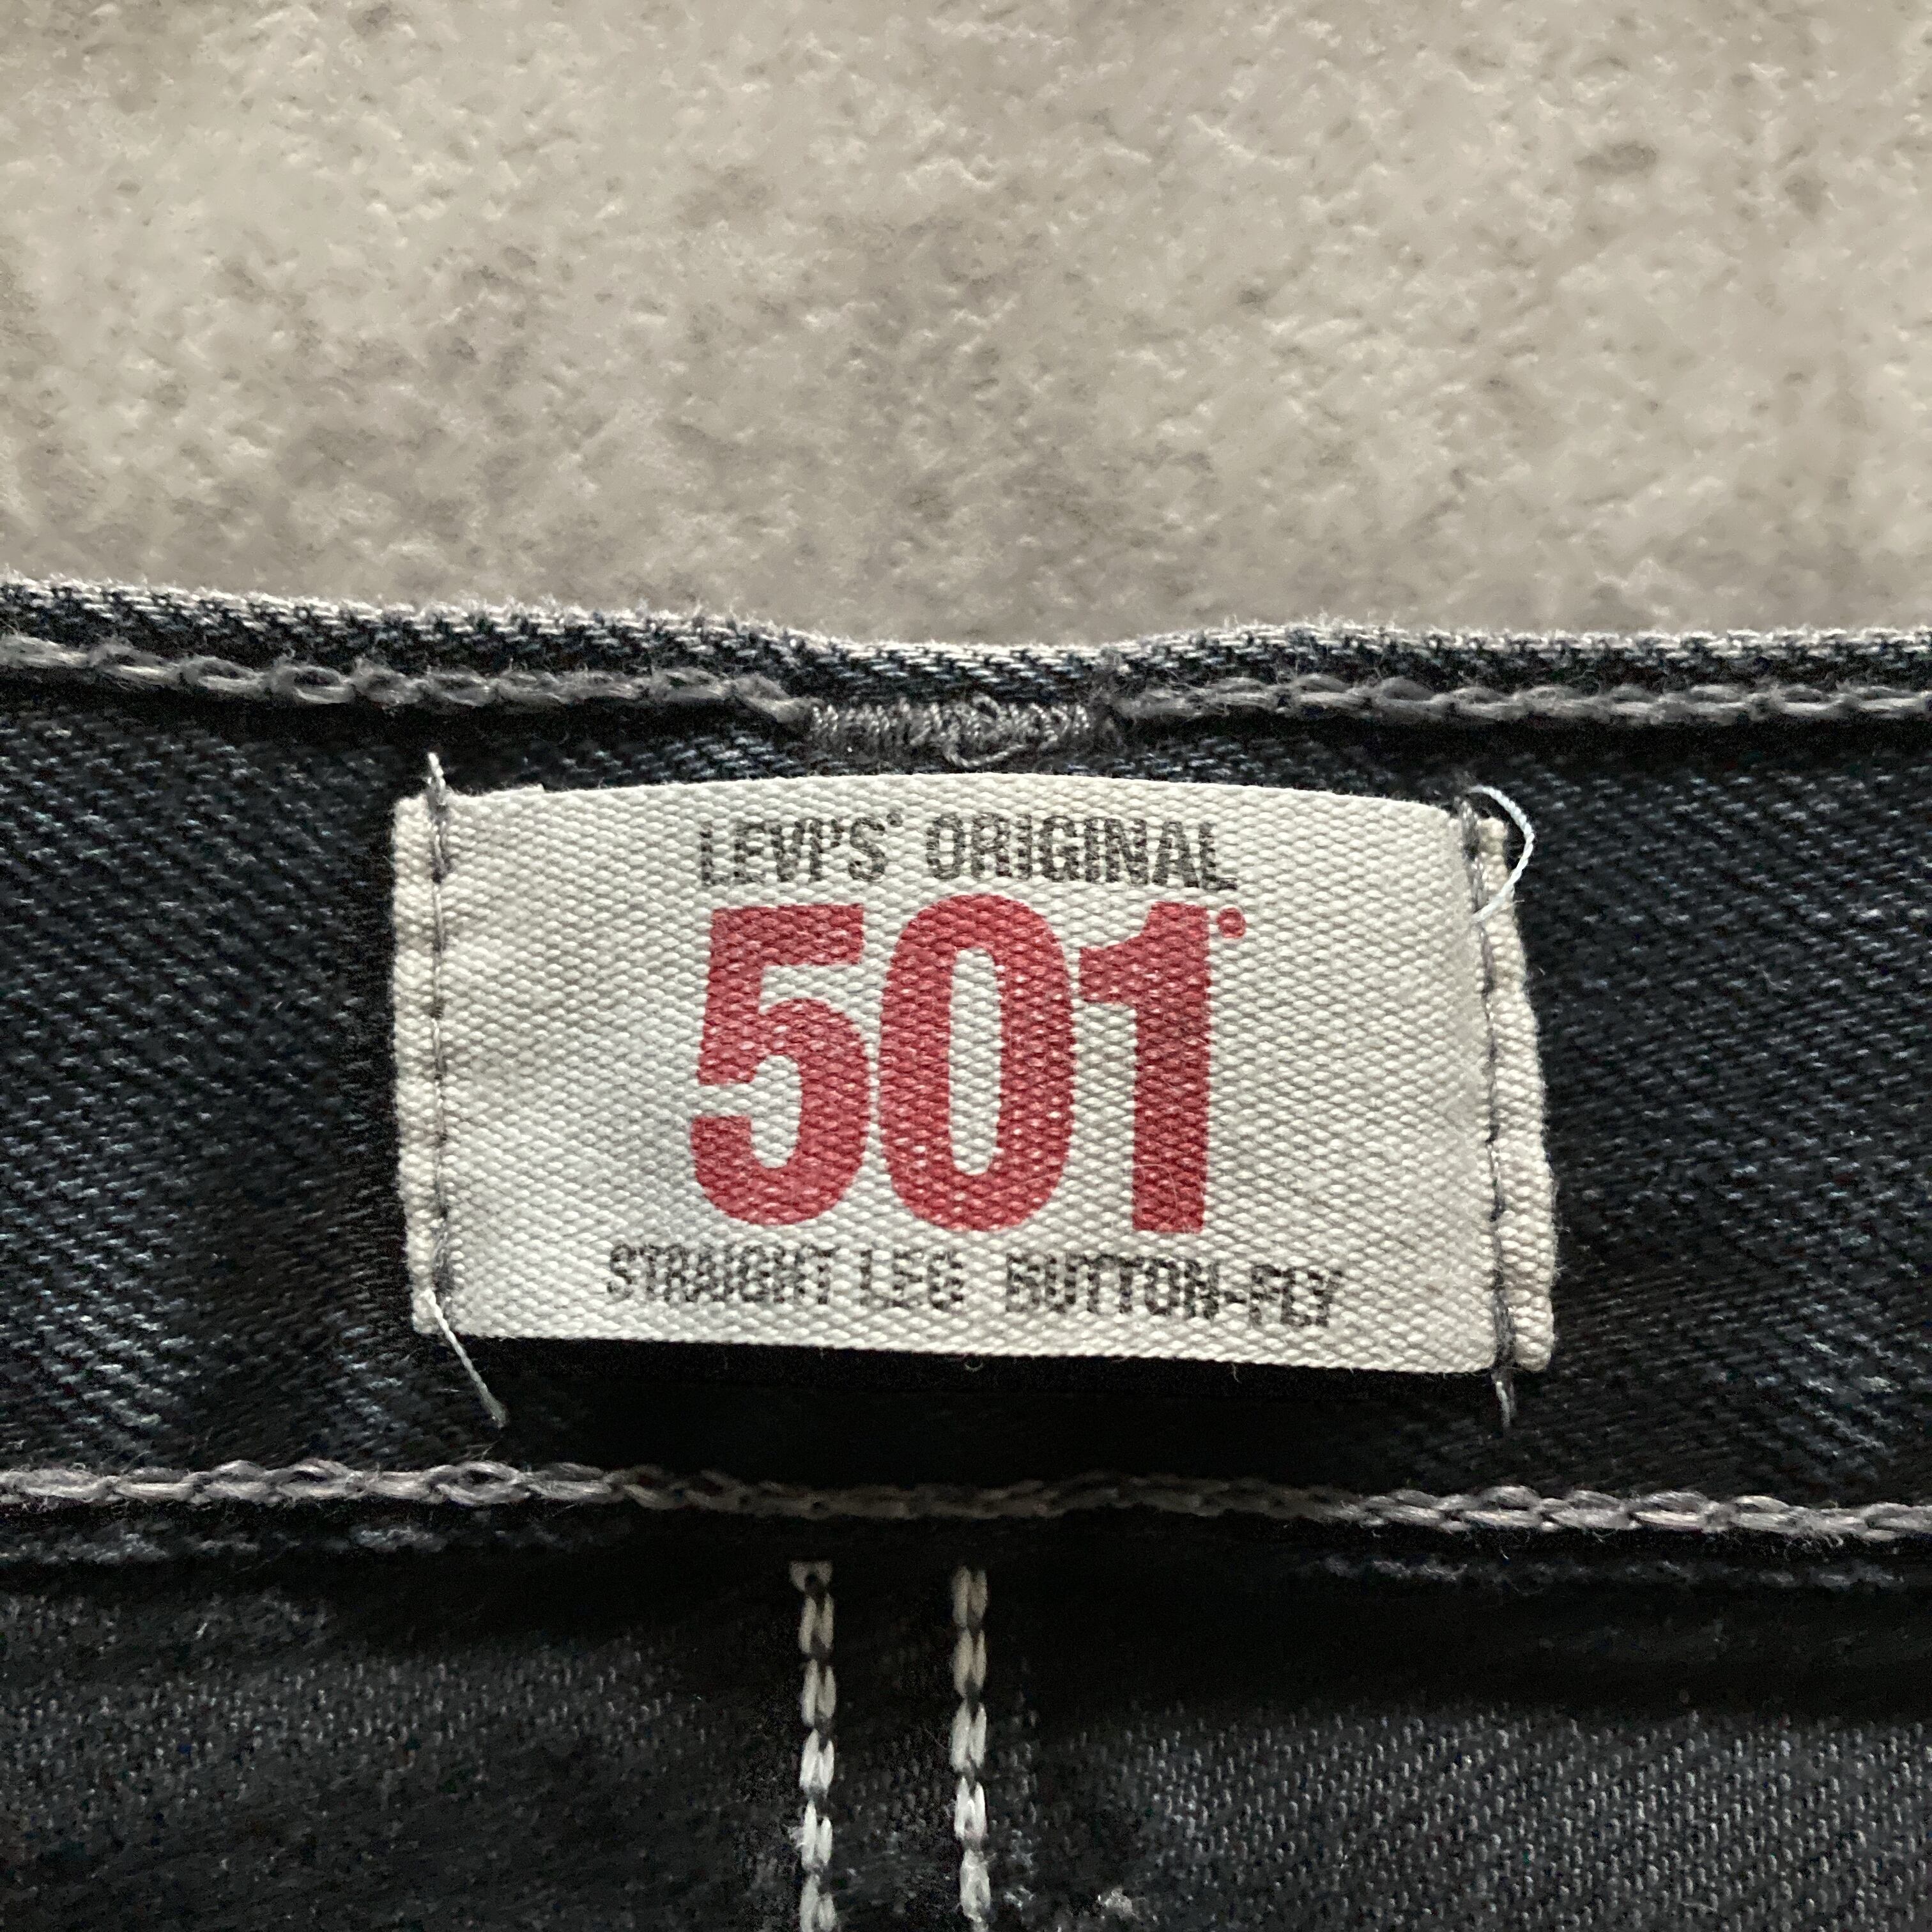 LEVI'S® ORIGINAL
501®
STRAIGHT LEG BUTTON-FLY